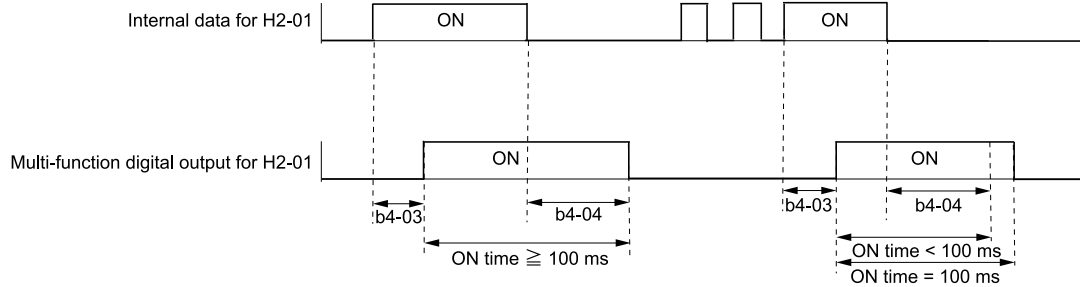 Internal data for H2-01
ON
ON
Multi-function digital output for H2-01
ON
ON
b4-03
b4-04
b4-03
b4-04
ON time ≧ 100 ms
ON time < 100 ms
ON time = 100 ms